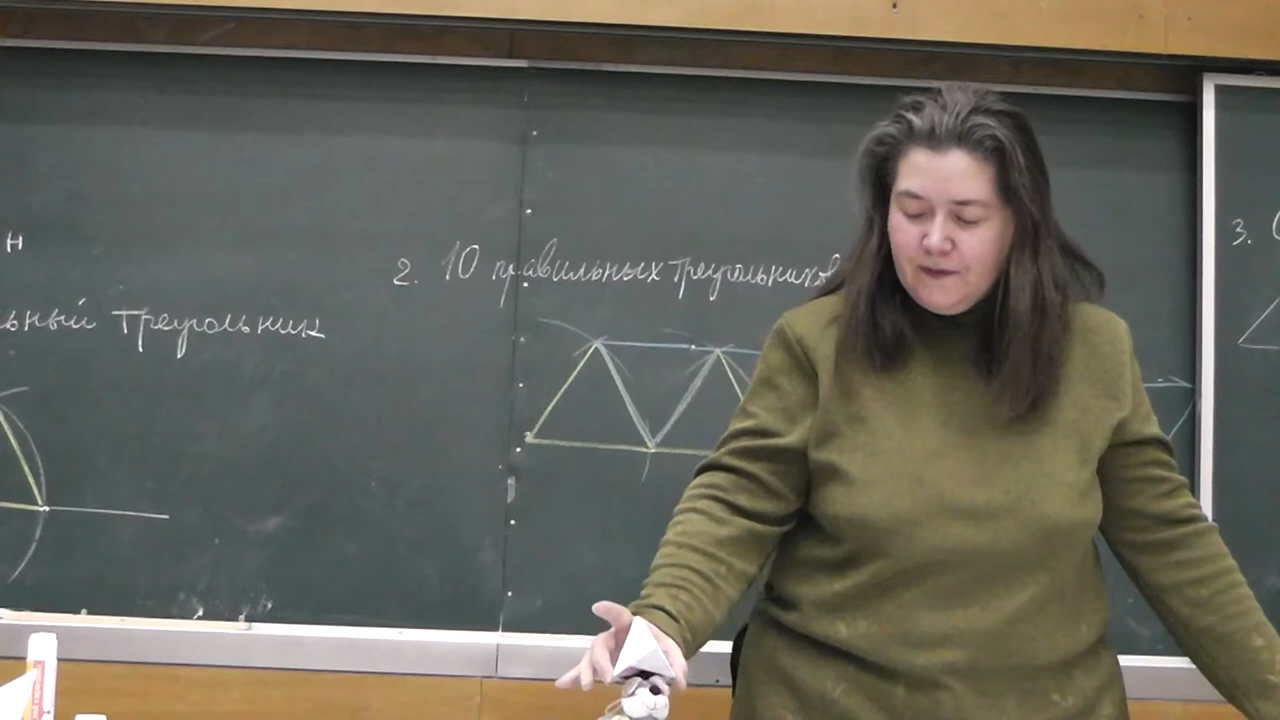 н
ьный треугольник
2. 10 правильных треугольников
3.